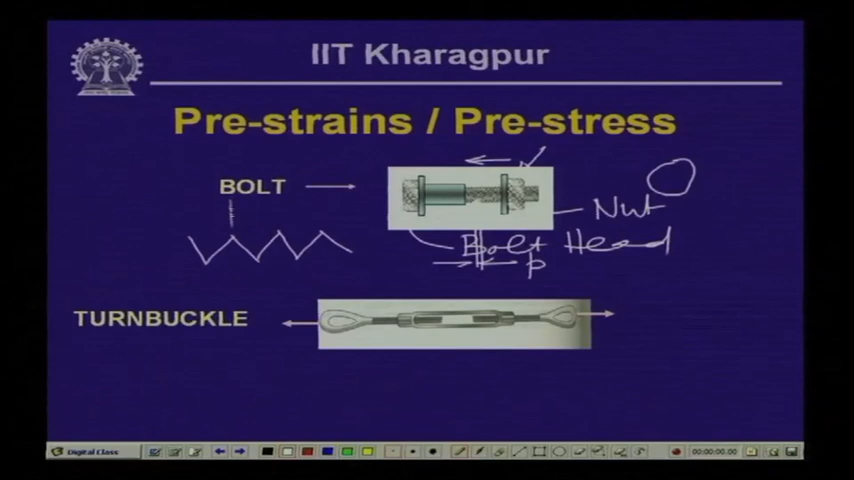 IIT Kharagpur
Pre-strains / Pre-stress
BOLT
Nut
Bolt Head
p
TURNBUCKLE
Digital Class
00:00:00.00